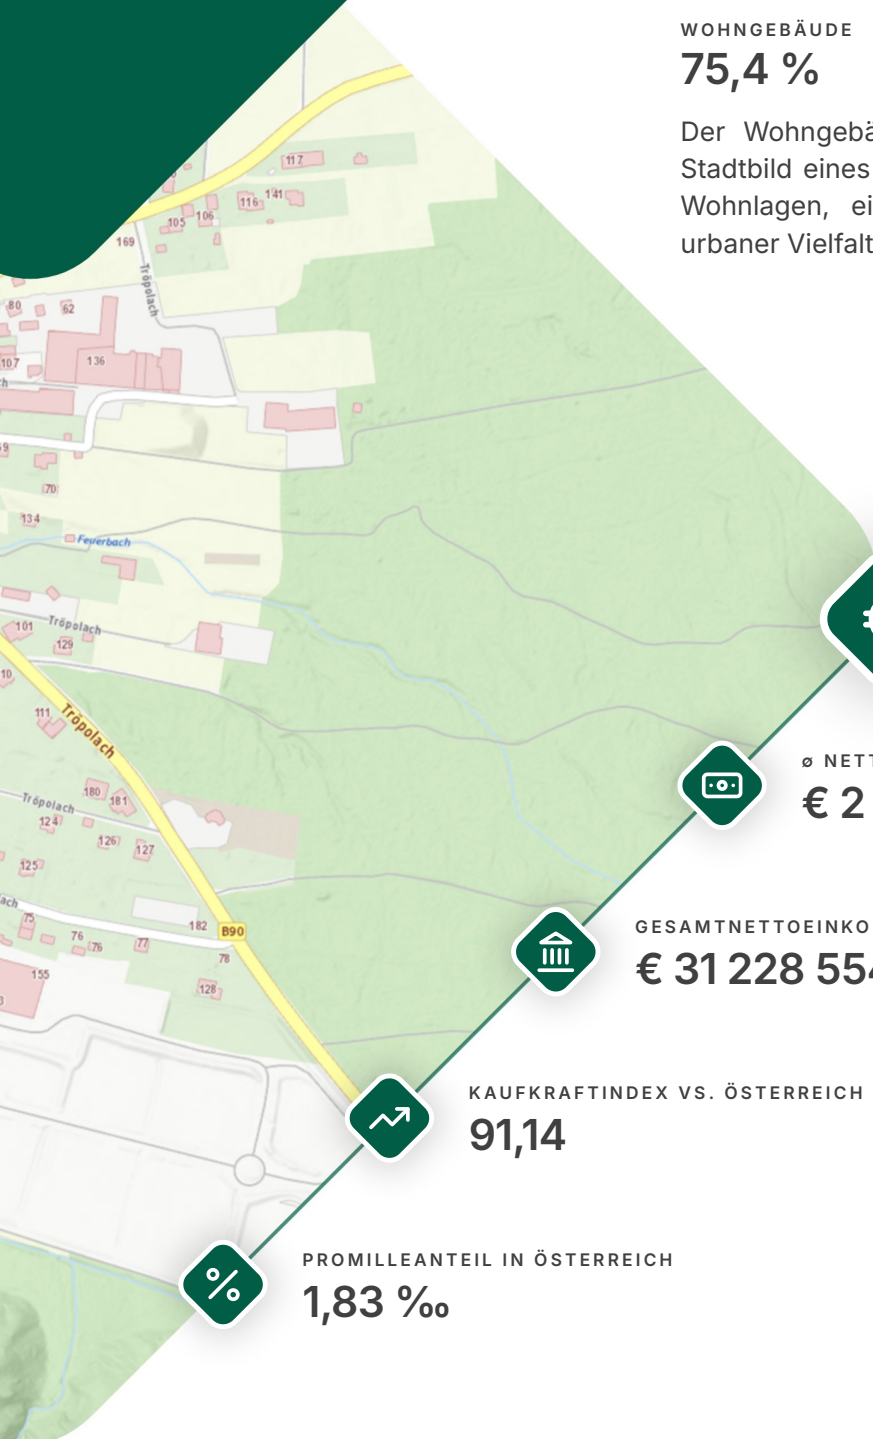 WOHNGEBÄUDE
75,4 %
Der Wohngebä
Stadtbild eines
Wohnlagen, ei
urbaner Vielfalt
117
116
141
105
106
169
Tröpolach
80
62
107
136
70
134
Feuerbach
101
Tröpolach
129
10
111
Tröpolach
180
181
Tröpolach
124
126
127
125
ach
75
76
76
77
182
B90
78
128
155
ø NETT
€ 2
GESAMTNETTOEINKO
€ 31 228 554
KAUFKRAFTINDEX VS. ÖSTERREICH
91,14
PROMILLEANTEIL IN ÖSTERREICH
1,83 ‰